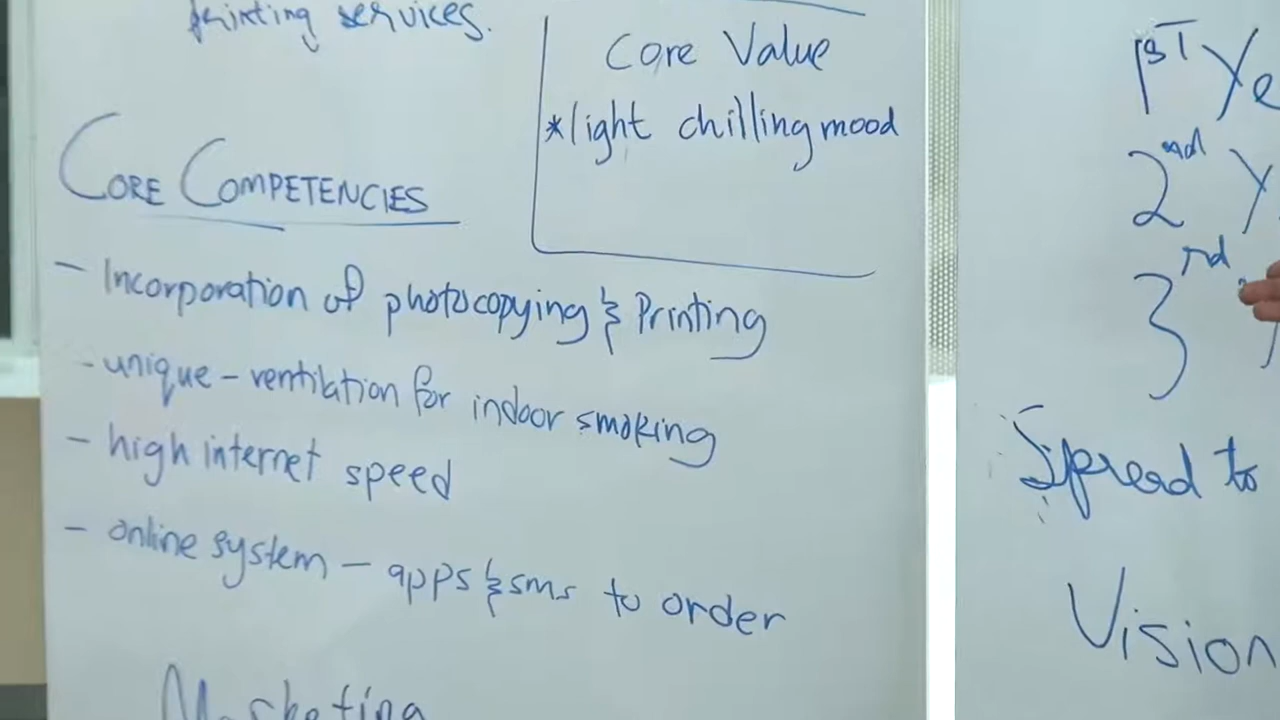 printing services.
Core Value
*light chilling mood
CORE COMPETENCIES
- Incorporation of photocopying & Printing
- unique - ventilation for indoor smoking
- high internet speed
- online system - apps & sms to order
Marketing
1ST Ye
2nd Y
3rd y
Spread to
Vision